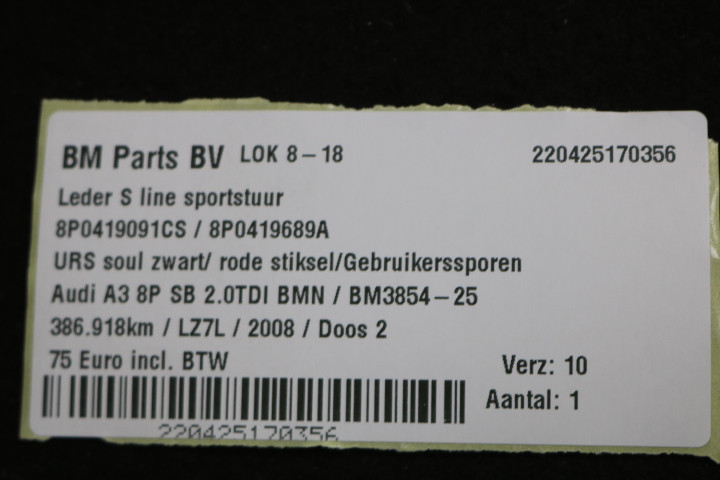 BM Parts BV LOK 8-18 220425170356
Leder S line sportstuur
8P0419091CS / 8P0419689A
URS soul zwart/ rode stiksel/Gebruikerssporen
Audi A3 8P SB 2.0TDI BMN / BM3854-25
386.918km / LZ7L / 2008 / Doos 2
75 Euro incl. BTW Verz: 10
Aantal: 1
220425170356